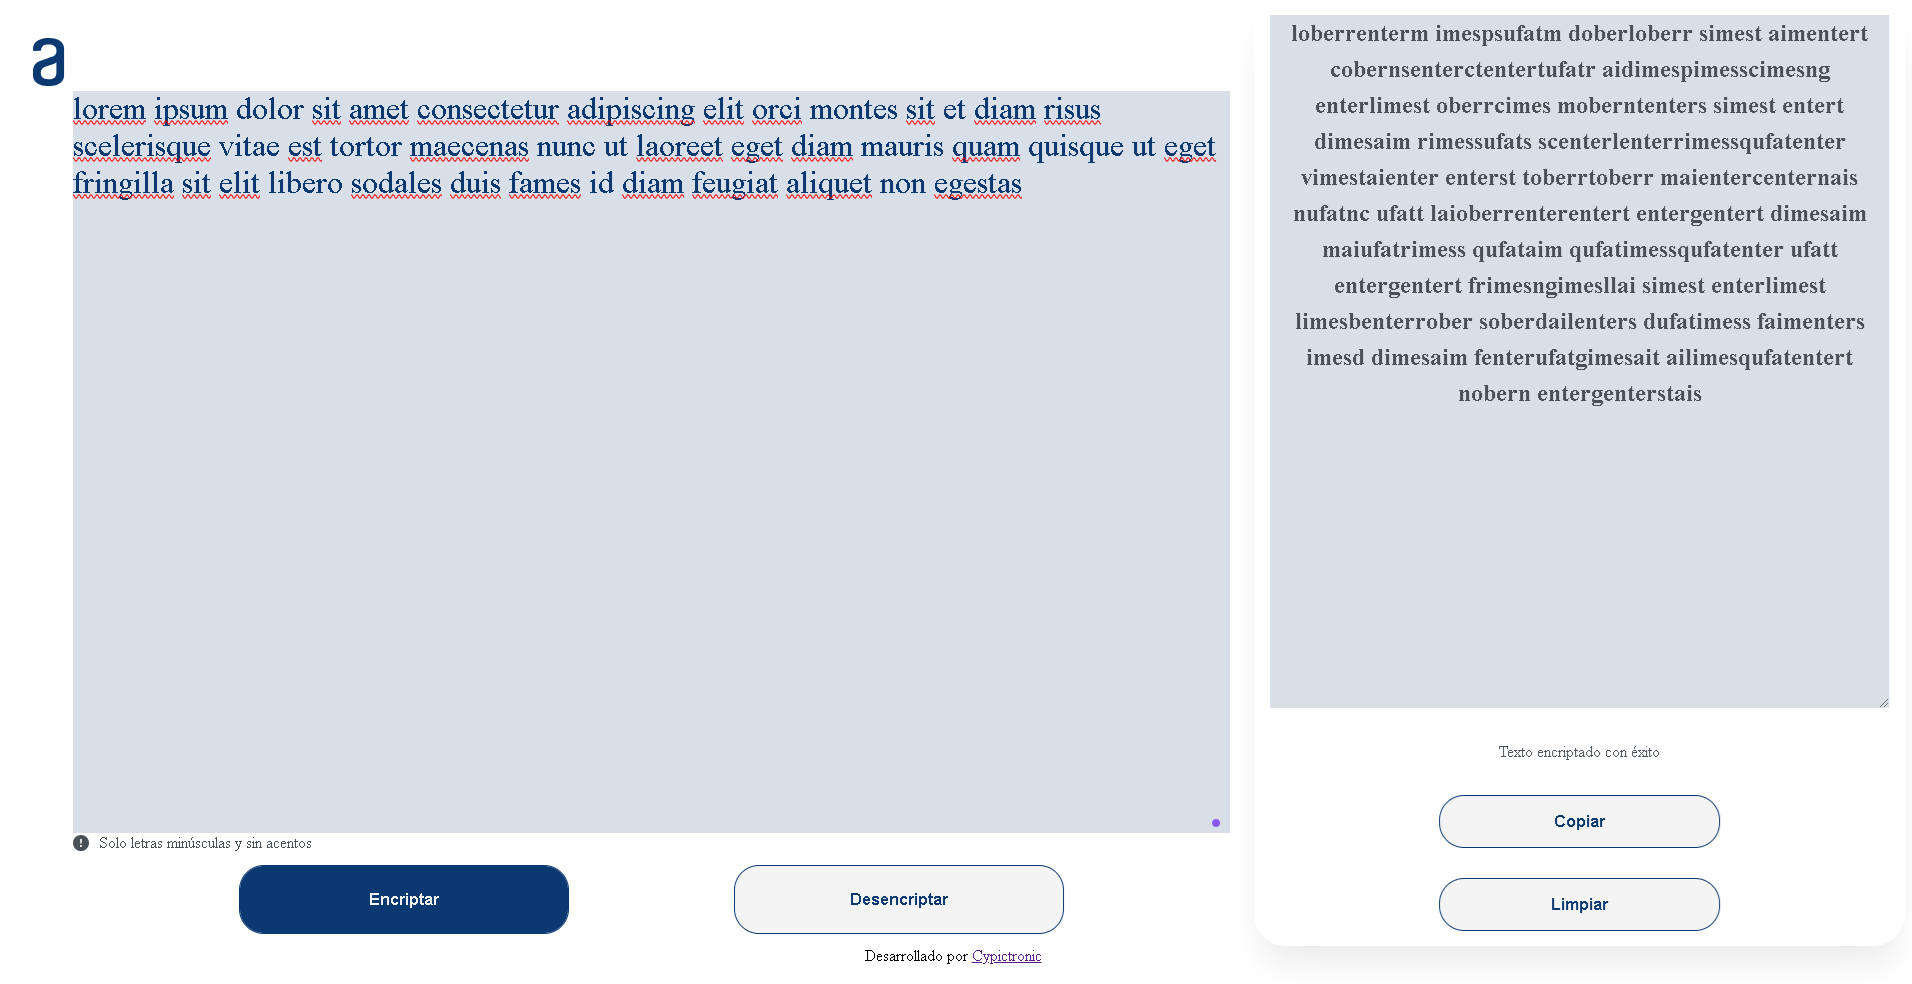 a
lorem ipsum dolor sit amet consectetur adipiscing elit orci montes sit et diam risus
scelerisque vitae est tortor maecenas nunc ut laoreet eget diam mauris quam quisque ut eget
fringilla sit elit libero sodales duis fames id diam feugiat aliquet non egestas
Solo letras minúsculas y sin acentos
Encriptar
Desencriptar
Desarrollado por Cypictronic
loberrenterm imespsufatm doberloberr simest aimentert
cobernsenterctentertufatr aidimespimesscimesng
enterlimest oberrcimes moberntenters simest entert
dimesaim rimessufats scenterlenterrimessqufatenter
vimestaienter enterst toberrtoberr maientercenternais
nufatnc ufatt laioberrenterentert entergentert dimesaim
maiufatrimess qufataim qufatimessqufatenter ufatt
entergentert frimesngimesllai simest enterlimest
limesbenterrober soberdailenters dufatimess faimenters
imesd dimesaim fenterufatgimesait ailimesqufatentert
nobern entergenterstais
Texto encriptado con éxito
Copiar
Limpiar